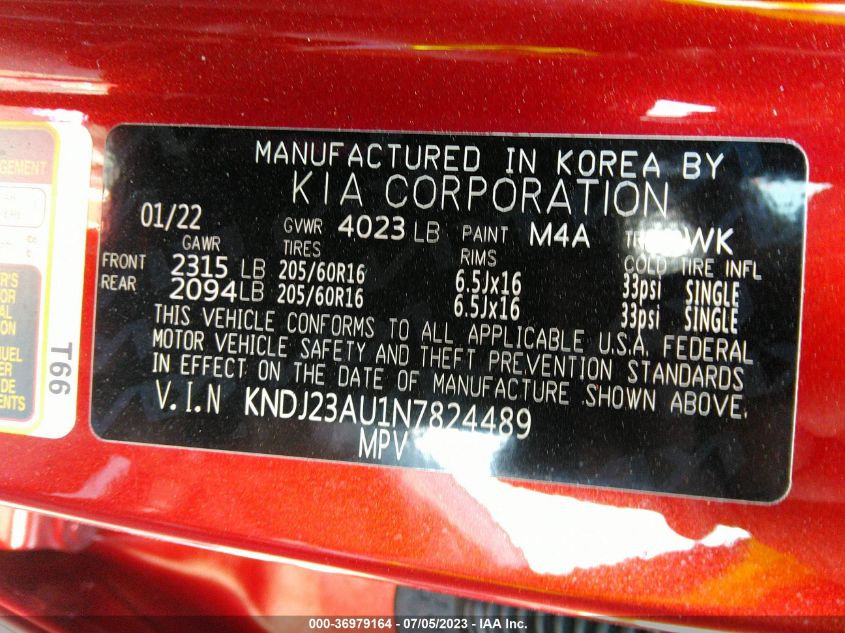 MANUFACTURED IN KOREA BY
KIA CORPORATION
01/22 GVWR 4023 LB PAINT M4A WK
GAWR TIRES RIMS COLD TIRE INFL
FRONT 2315 LB 205/60R16 6.5Jx16 33psi SINGLE
REAR 2094 LB 205/60R16 6.5Jx16 33psi SINGLE
THIS VEHICLE CONFORMS TO ALL APPLICABLE U.S.A. FEDERAL
MOTOR VEHICLE SAFETY AND THEFT PREVENTION STANDARDS
IN EFFECT ON THE DATE OF MANUFACTURE SHOWN ABOVE.
V.I.N KNDJ23AU1N7824489
MPV
T66
000-36979164 / 07/05/2023 - IAA Inc.